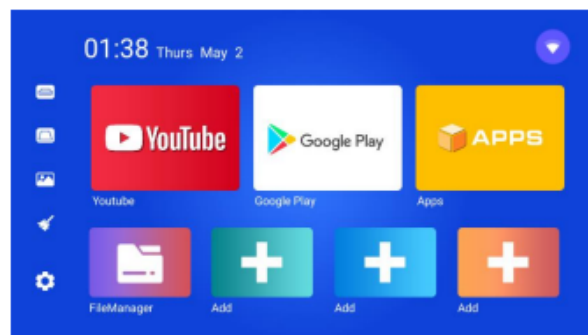 01:38 Thurs May 2
YouTube
Google Play
APPS
Youtube
Google Play
Apps
FileManager
Add
Add
Add